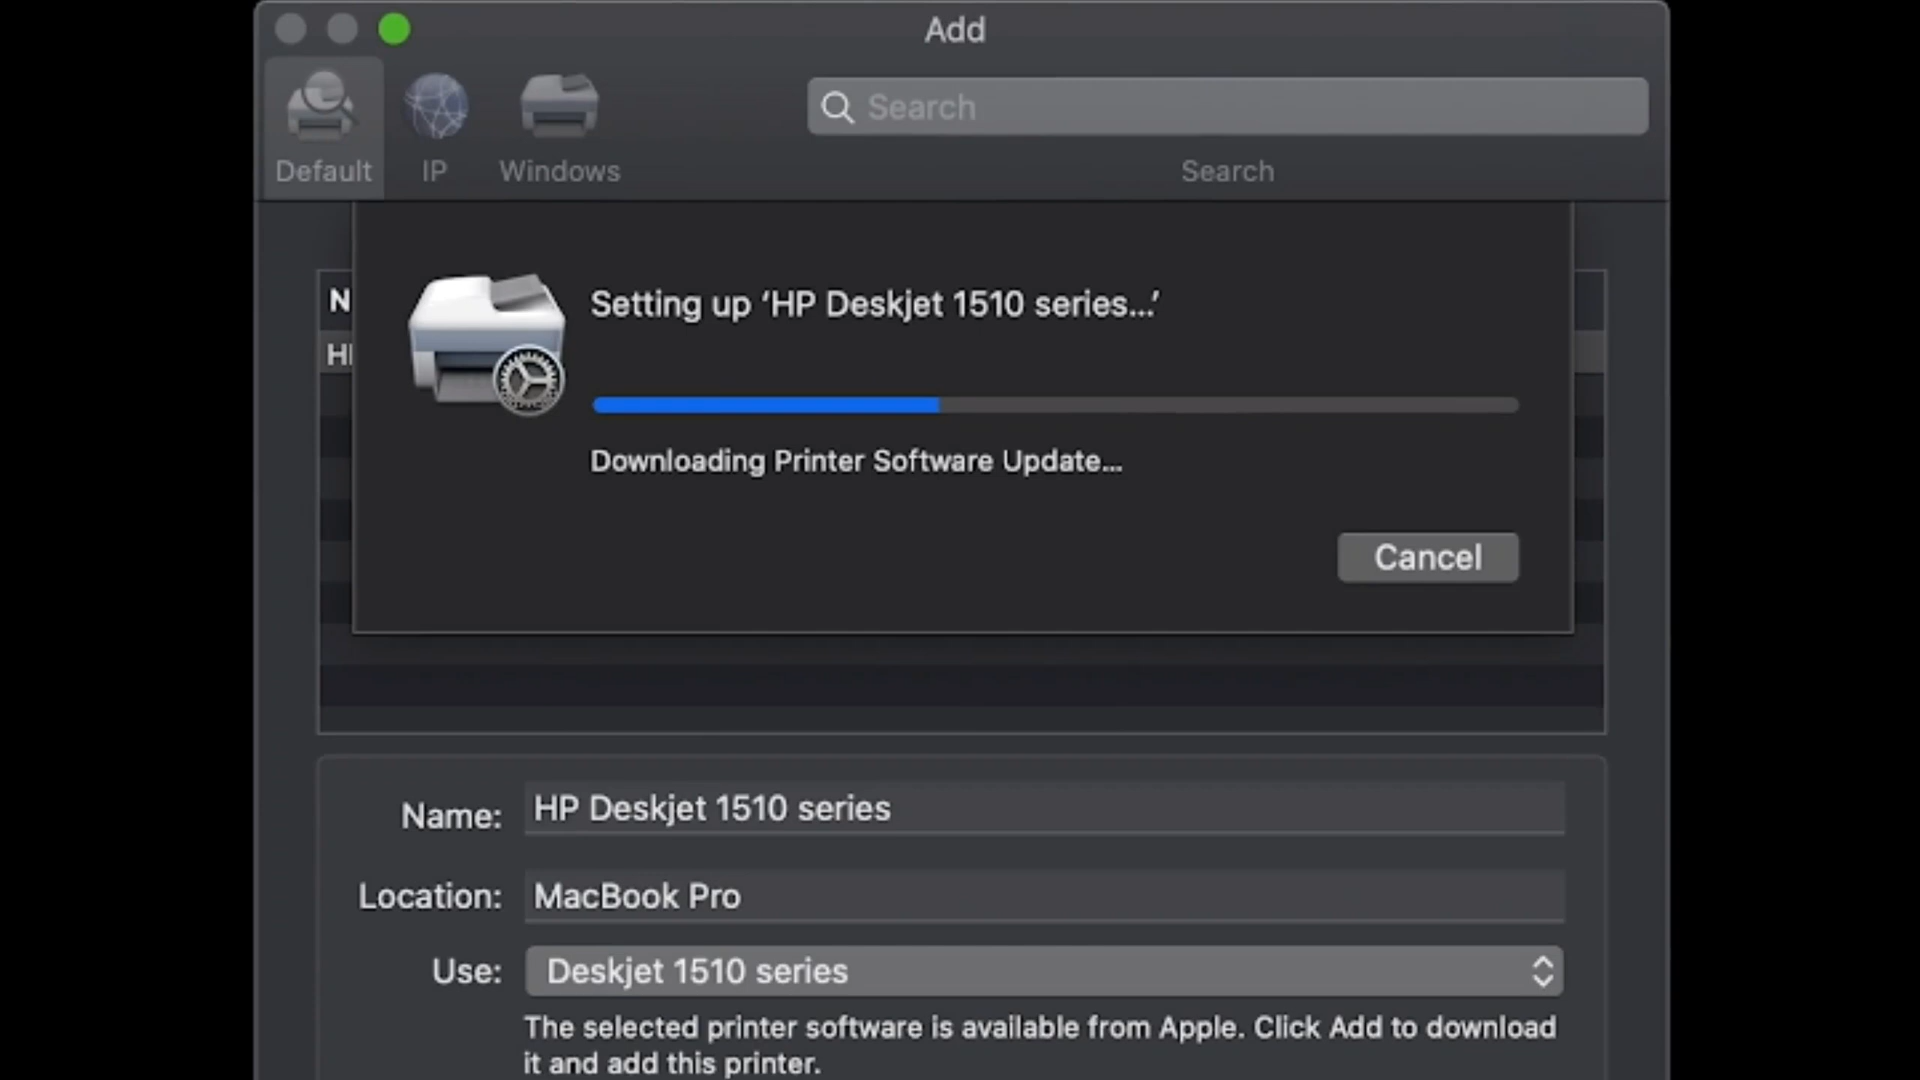 Add
Default
IP
Windows
Search
Search
N
Setting up ‘HP Deskjet 1510 series...’
Downloading Printer Software Update...
Cancel
Name:
HP Deskjet 1510 series
Location:
MacBook Pro
Use:
Deskjet 1510 series
The selected printer software is available from Apple. Click Add to download
it and add this printer.